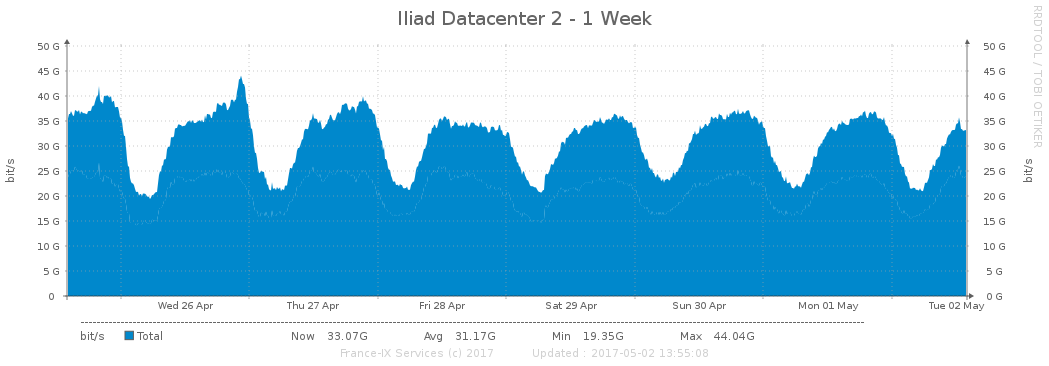 Iliad Datacenter 2 - 1 Week
RRDTOOL / TOBI OETIKER
50 G 50 G
45 G 45 G
40 G 40 G
35 G 35 G
30 G 30 G
25 G 25 G
20 G 20 G
15 G 15 G
10 G 10 G
5 G 5 G
0 0 G
bit/s bit/s
Wed 26 Apr Thu 27 Apr Fri 28 Apr Sat 29 Apr Sun 30 Apr Mon 01 May Tue 02 May
bit/s Total Now 33.07G Avg 31.17G Min 19.35G Max 44.04G
France-IX Services (c) 2017 Updated : 2017-05-02 13:55:08